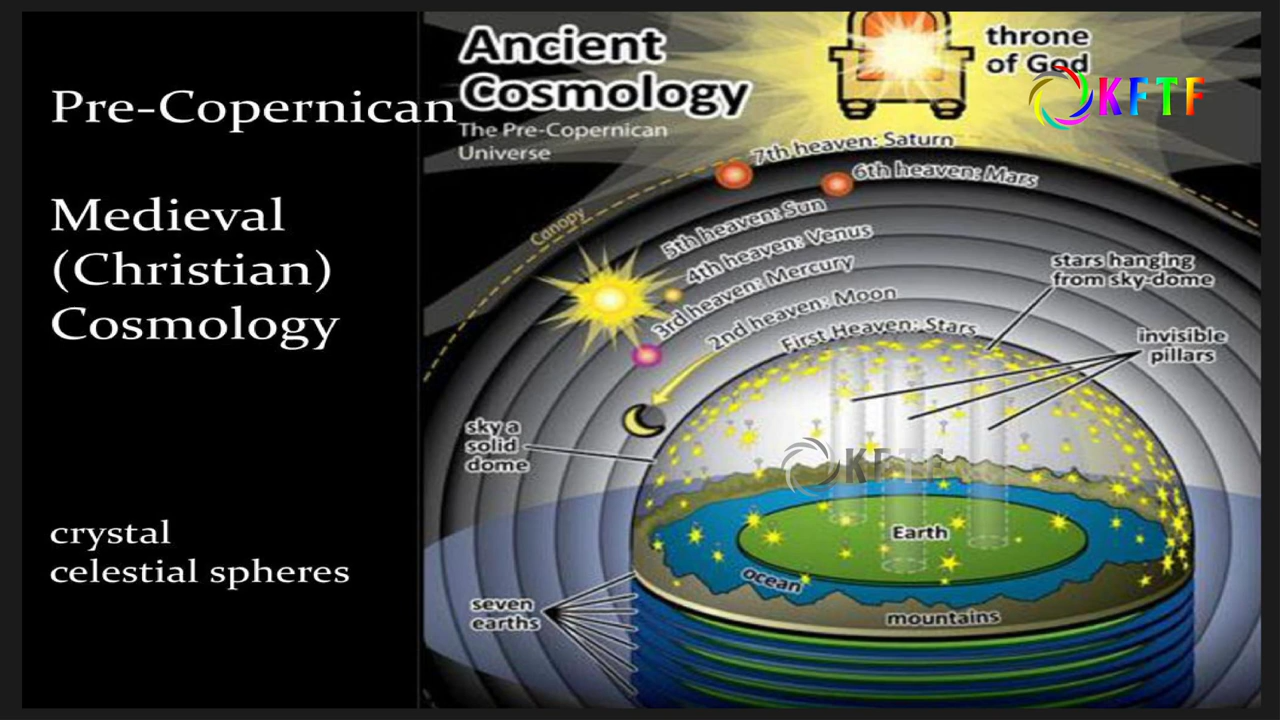 Pre-Copernican
Medieval
(Christian)
Cosmology
crystal
celestial spheres
Ancient
Cosmology
The Pre-Copernican
Universe
throne
of God
KFTF
7th heaven: Saturn
6th heaven: Mars
Canopy
5th heaven: Sun
4th heaven: Venus
3rd heaven: Mercury
2nd heaven: Moon
First Heaven: Stars
stars hanging
from sky-dome
invisible
pillars
sky a
solid
dome
KFTF
Earth
ocean
mountains
seven
earths